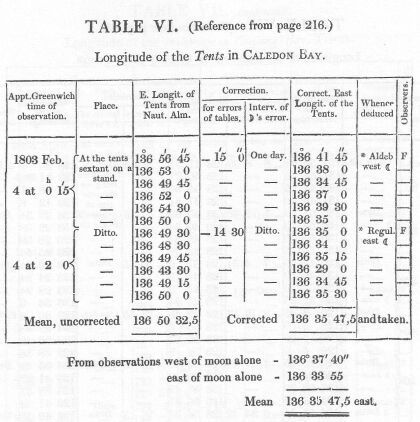 TABLE VI. (Reference from page 216.)
Longitude of the Tents in CALEDON BAY.
Appt. Greenwich time of observation. Place. E. Longit. of Tents from Naut. Alm. Correction. for errors of tables. Interv. of ☽'s error. Correct. East Longit. of the Tents. Whence deduced Observers.
° ′ ″ ′ ″ ° ′ ″
1803 Feb. At the tents 136 56 45 − 15 0 One day. 136 41 45 * Aldeb F
sextant on a 136 53 0 — — 136 38 0 west ☾
h ′
4 at 0 15 stand. 136 49 45 — — 136 34 45 —
— 136 52 0 — — 136 37 0 —
— 136 54 30 — — 136 39 30 —
— 136 50 0 — — 136 35 0 —
Ditto. 136 49 30 − 14 30 Ditto. 136 35 0 * Regul. F
— 136 48 30 — — 136 34 0 east ☾
4 at 2 0 — 136 49 45 — — 136 35 15 —
— 136 43 30 — — 136 29 0 —
— 136 49 15 — — 136 34 45 —
— 136 50 0 — — 136 35 30 —
Mean, uncorrected 136 50 32,5 Corrected 136 35 47,5 and taken.
From observations west of moon alone - 136° 37′ 40″
east of moon alone - 136 33 55
Mean 136 35 47,5 east.